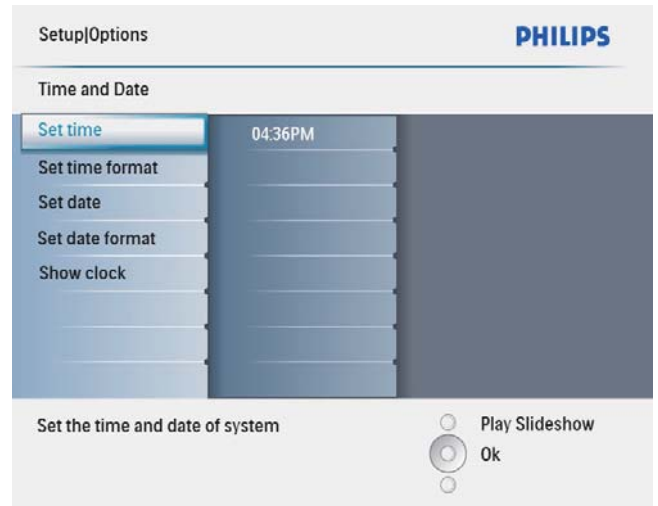 Setup|Options
PHILIPS
Time and Date
Set time
04:36PM
Set time format
Set date
Set date format
Show clock
Set the time and date of system
Play Slideshow
Ok